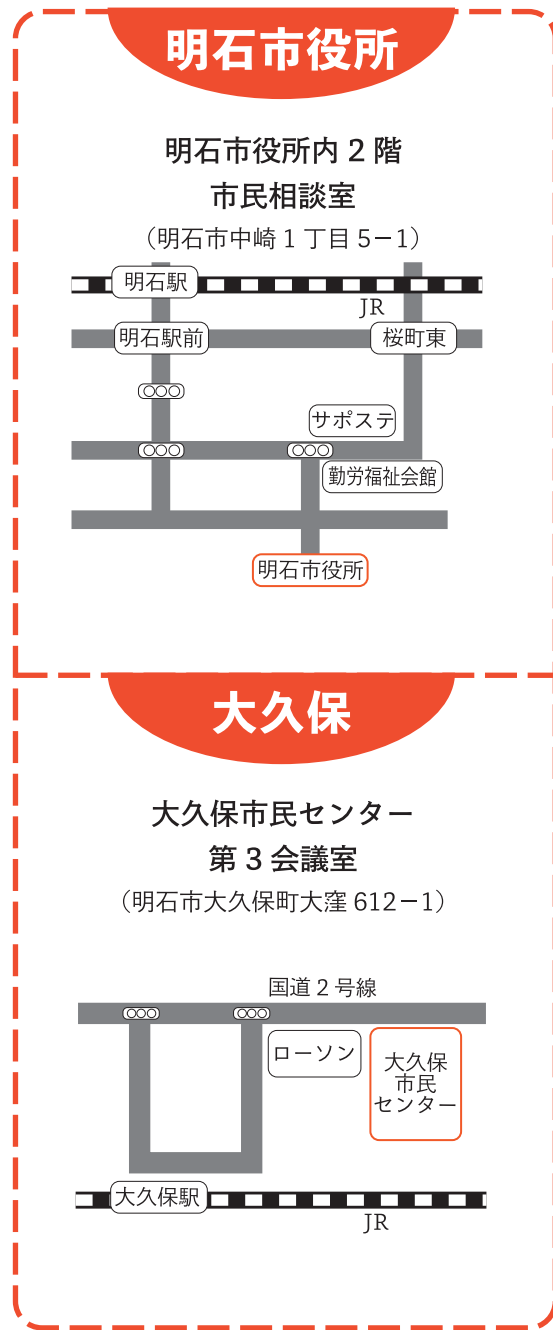 明石市役所
明石市役所内 2 階
市民相談室
（明石市中崎 1 丁目 5−1）
明石駅
JR
明石駅前
桜町東
サポステ
勤労福祉会館
明石市役所
大久保
大久保市民センター
第 3 会議室
（明石市大久保町大窪 612−1）
国道 2 号線
ローソン
大久保
市民
センター
大久保駅
JR